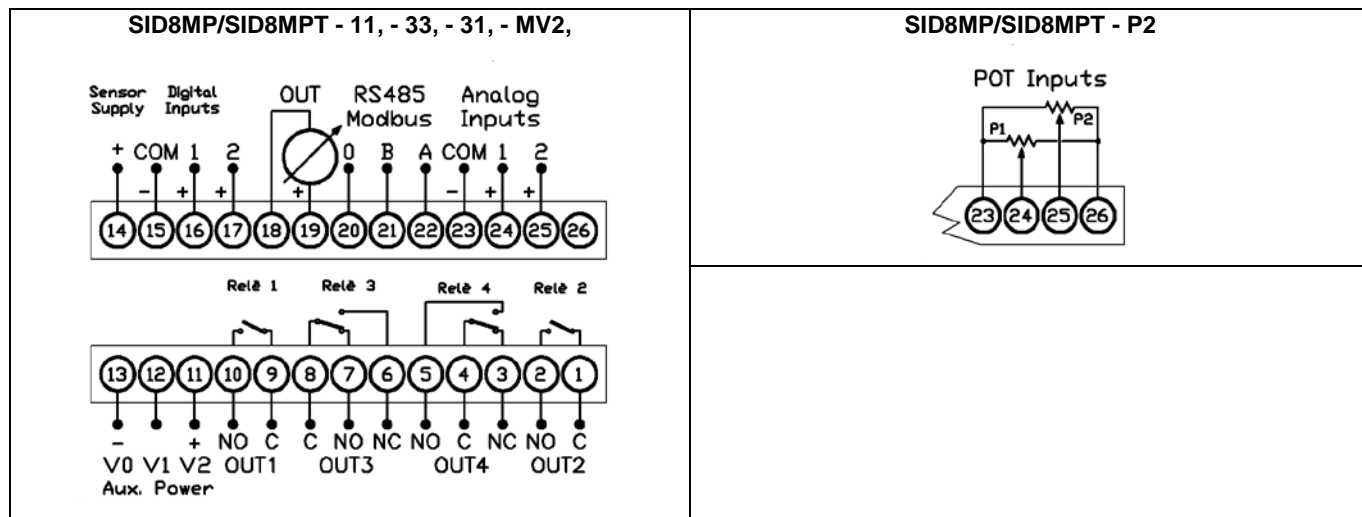 SID8MP/SID8MPT - 11, - 33, - 31, - MV2,
Sensor Supply
Digital Inputs
OUT
RS485 Modbus
Analog Inputs
+ COM 1 2 0 B A COM 1 2
- + + + - + +
14 15 16 17 18 19 20 21 22 23 24 25 26
Relè 1 Relè 3 Relè 4 Relè 2
13 12 11 10 9 8 7 6 5 4 3 2 1
- + NO C C NO NC NO C NC NO C
V0 V1 V2 OUT1 OUT3 OUT4 OUT2
Aux. Power
SID8MP/SID8MPT - P2
POT Inputs
P2
P1
23 24 25 26